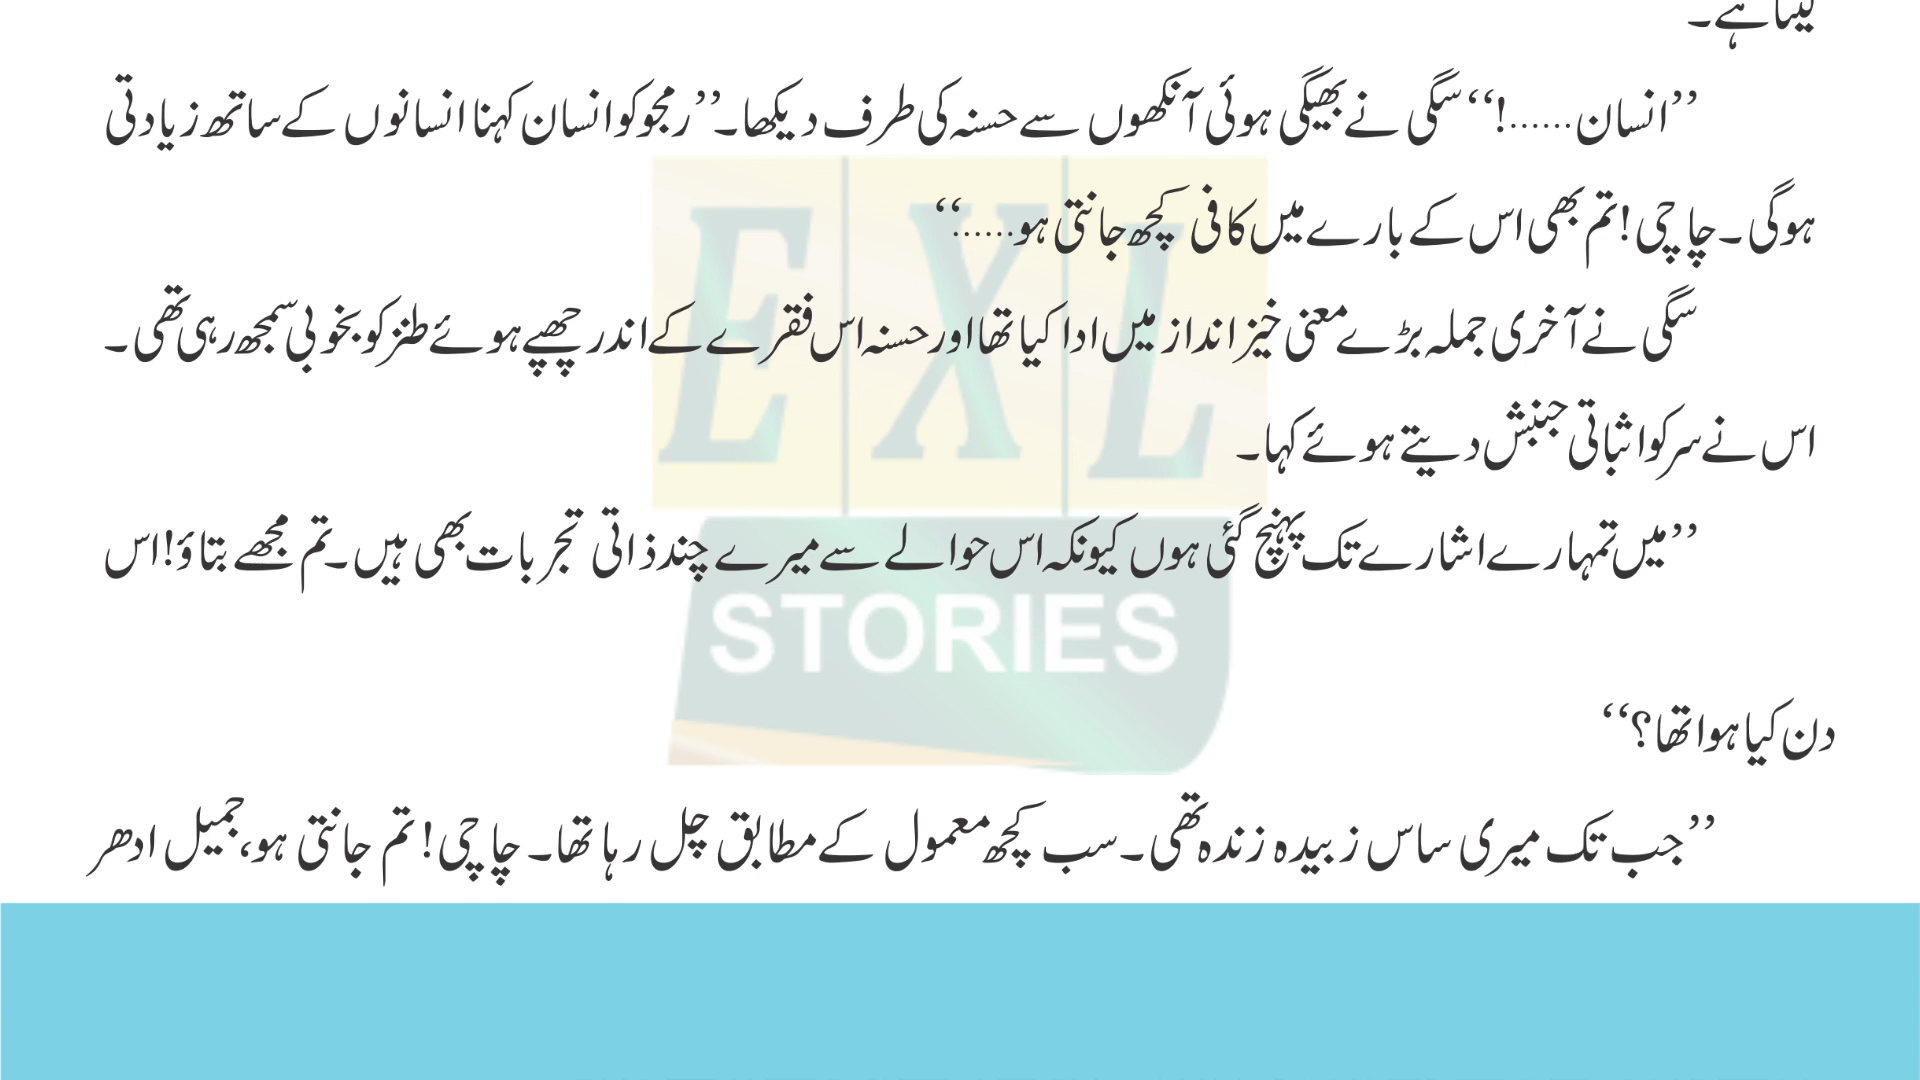 لیتا ہے۔
’’انسان......!‘‘ سگی نے بھیگی ہوئی آنکھوں سے حسنہ کی طرف دیکھا۔ ’’رمجو کو انسان کہنا انسانوں کے ساتھ زیادتی
ہوگی۔ چاچی! تم بھی اس کے بارے میں کافی کچھ جانتی ہو......‘‘
سگی نے آخری جملہ بڑے معنی خیز انداز میں ادا کیا تھا اور حسنہ اس فقرے کے اندر چھپے ہوئے طنز کو بخوبی سمجھ رہی تھی۔
اس نے سر کو اثباتی جنبش دیتے ہوئے کہا۔
’’میں تمہارے اشارے تک پہنچ گئی ہوں کیونکہ اس حوالے سے میرے چند ذاتی تجربات بھی ہیں۔ تم مجھے بتاؤ! اس
دن کیا ہوا تھا؟‘‘
’’جب تک میری ساس زبیدہ زندہ تھی۔ سب کچھ معمول کے مطابق چل رہا تھا۔ چاچی! تم جانتی ہو، جمیل ادھر
EXL
STORIES